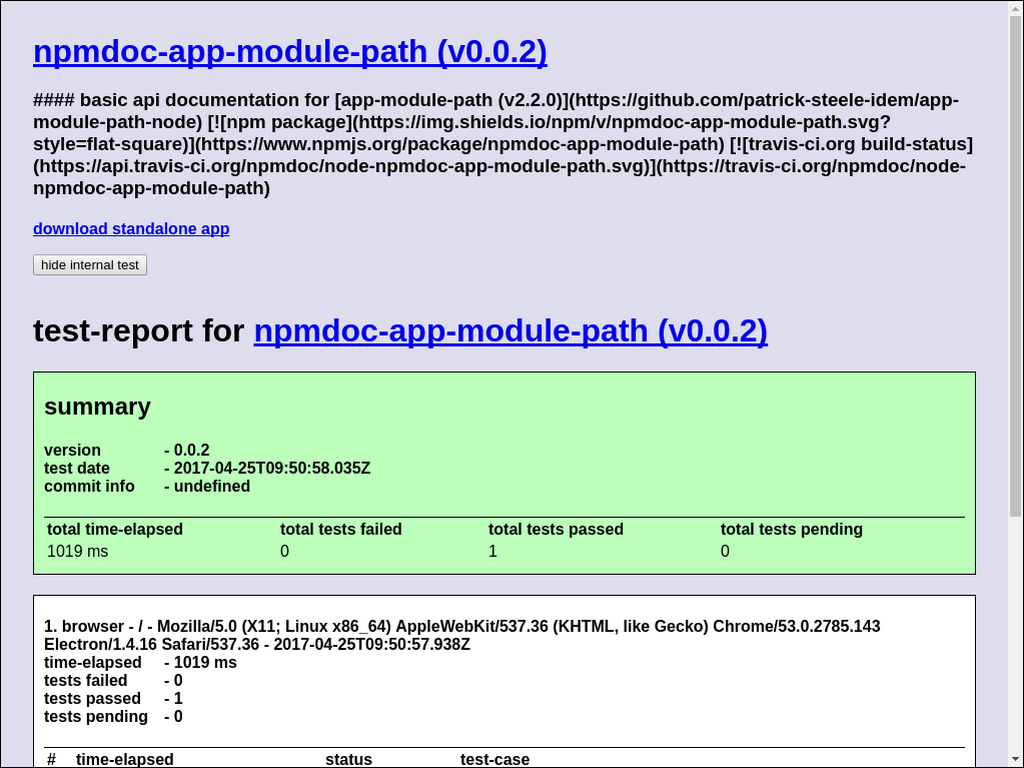 npmdoc-app-module-path (v0.0.2)
#### basic api documentation for [app-module-path (v2.2.0)](https://github.com/patrick-steele-idem/app-
module-path-node) [![npm package](https://img.shields.io/npm/v/npmdoc-app-module-path.svg?
style=flat-square)](https://www.npmjs.org/package/npmdoc-app-module-path) [![travis-ci.org build-status]
(https://api.travis-ci.org/npmdoc/node-npmdoc-app-module-path.svg)](https://travis-ci.org/npmdoc/node-
npmdoc-app-module-path)
download standalone app
hide internal test
test-report for npmdoc-app-module-path (v0.0.2)
summary
version - 0.0.2
test date - 2017-04-25T09:50:58.035Z
commit info - undefined
total time-elapsed total tests failed total tests passed total tests pending
1019 ms 0 1 0
1. browser - / - Mozilla/5.0 (X11; Linux x86_64) AppleWebKit/537.36 (KHTML, like Gecko) Chrome/53.0.2785.143
Electron/1.4.16 Safari/537.36 - 2017-04-25T09:50:57.938Z
time-elapsed - 1019 ms
tests failed - 0
tests passed - 1
tests pending - 0
# time-elapsed status test-case